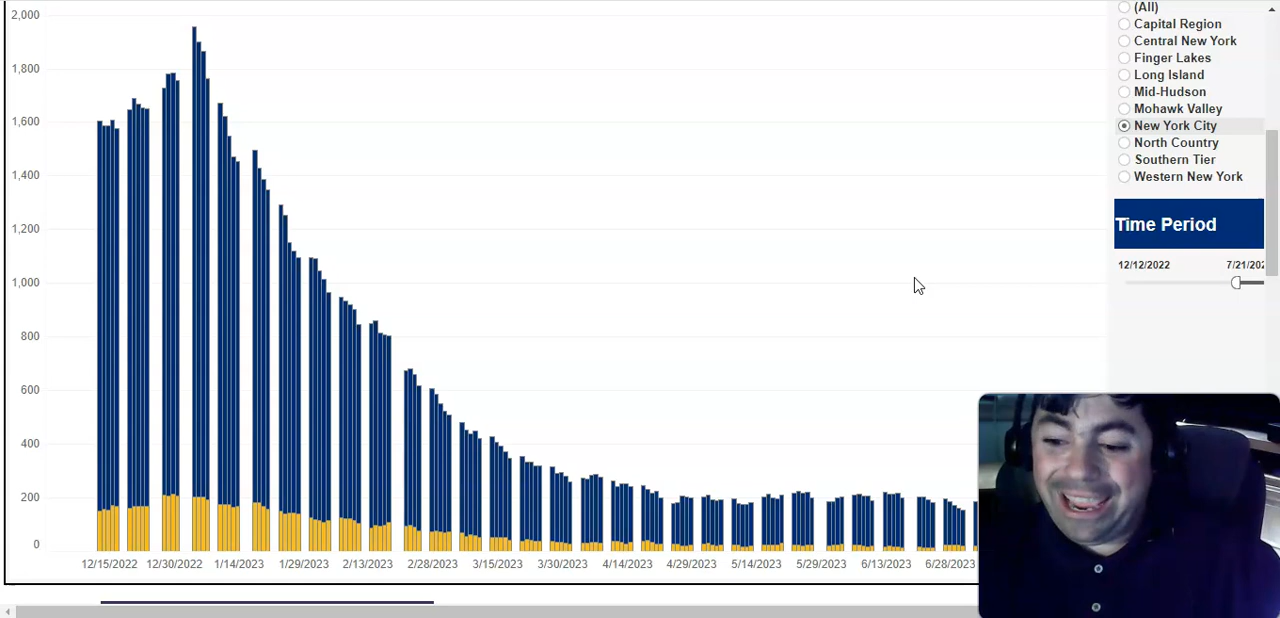 2,000
1,800
1,600
1,400
1,200
1,000
800
600
400
200
0
12/15/2022 12/30/2022 1/14/2023 1/29/2023 2/13/2023 2/28/2023 3/15/2023 3/30/2023 4/14/2023 4/29/2023 5/14/2023 5/29/2023 6/13/2023 6/28/2023
(All)
Capital Region
Central New York
Finger Lakes
Long Island
Mid-Hudson
Mohawk Valley
New York City
North Country
Southern Tier
Western New York
Time Period
12/12/2022 7/21/202